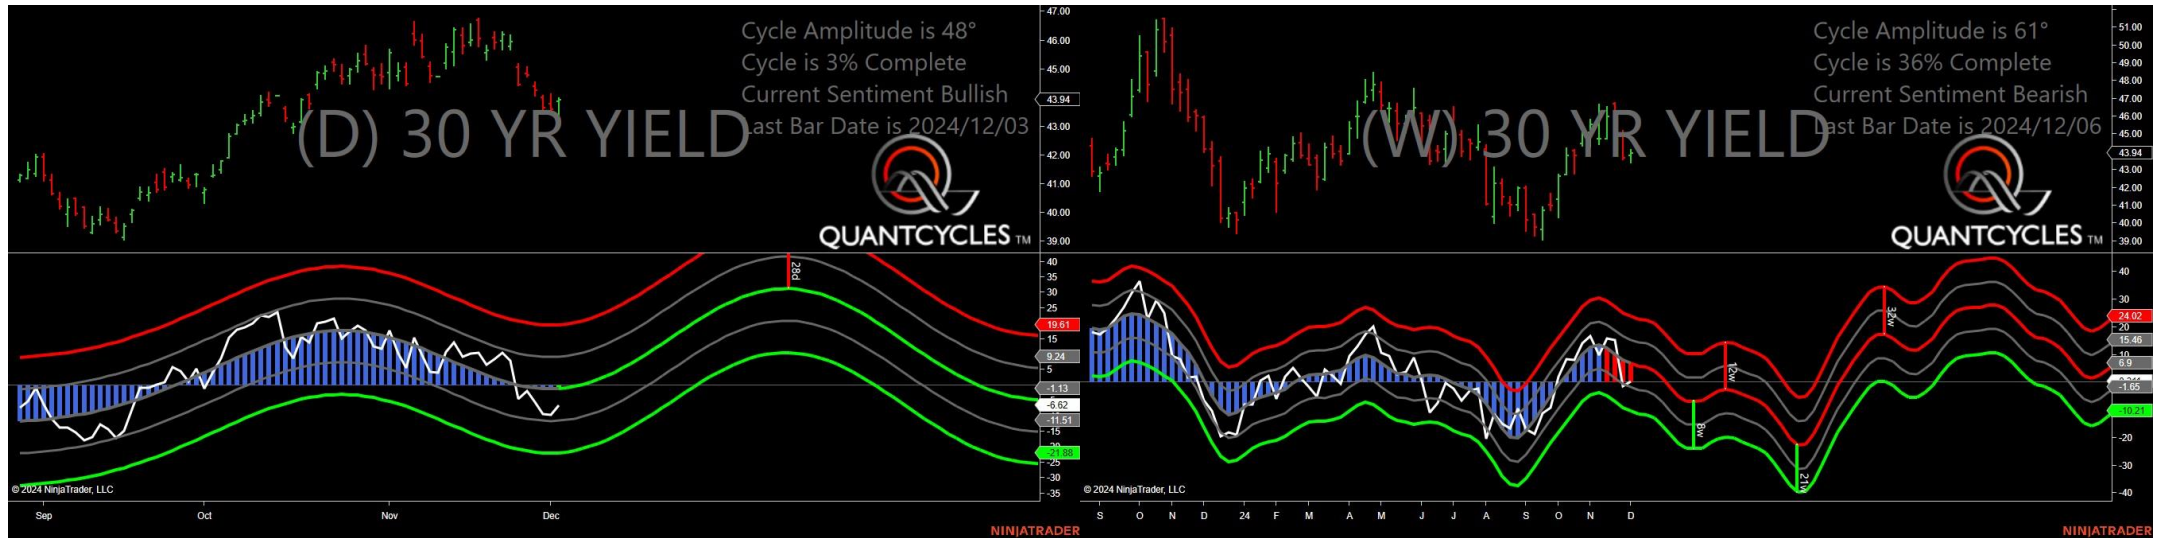 Cycle Amplitude is 48°
Cycle is 3% Complete
Current Sentiment Bullish
Last Bar Date is 2024/12/03
(D) 30 YR YIELD
QUANTCYCLES TM
47.00
46.00
45.00
43.94
43.00
42.00
41.00
40.00
39.00
28d
40
35
30
25
19.61
15
9.24
5
-1.13
-6.62
-11.51
-15
-21.88
-25
-30
-35
© 2024 NinjaTrader, LLC
Sep Oct Nov Dec
NINJATRADER
Cycle Amplitude is 61°
Cycle is 36% Complete
Current Sentiment Bearish
Last Bar Date is 2024/12/06
(W) 30 YR YIELD
QUANTCYCLES TM
51.00
50.00
49.00
48.00
47.00
46.00
45.00
43.94
43.00
42.00
41.00
40.00
39.00
12w
8w
21w
32w
40
30
24.02
20
15.46
10
6.9
-1.65
-10.21
-20
-30
-40
© 2024 NinjaTrader, LLC
S O N D 24 F M A M J J A S O N D
NINJATRADER